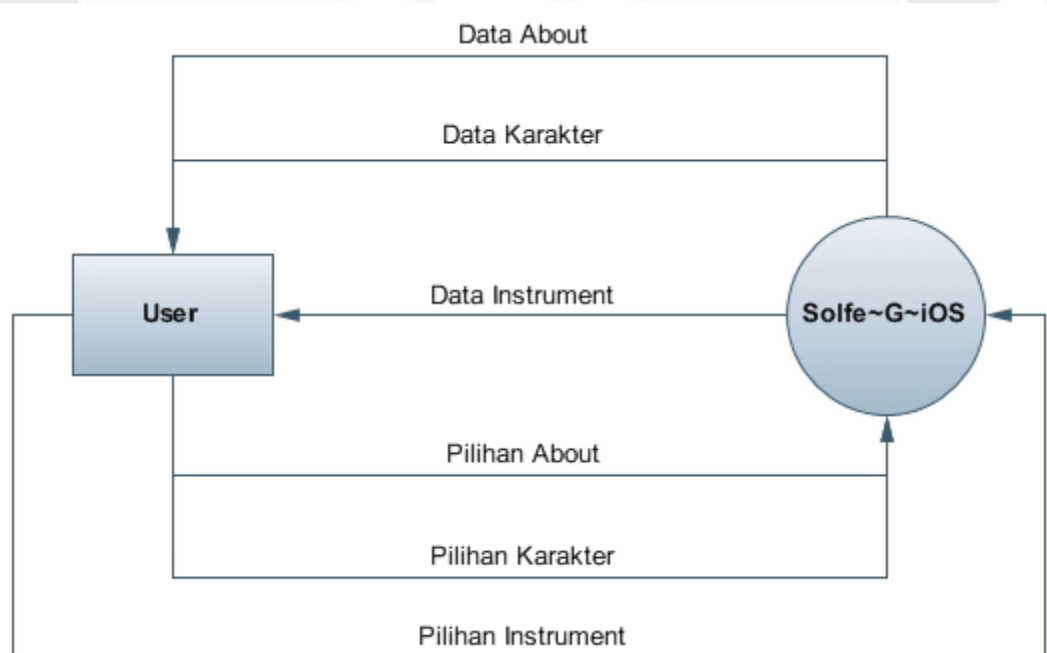 Data About
Data Karakter
Data Instrument
User
Solfe~G~iOS
Pilihan About
Pilihan Karakter
Pilihan Instrument